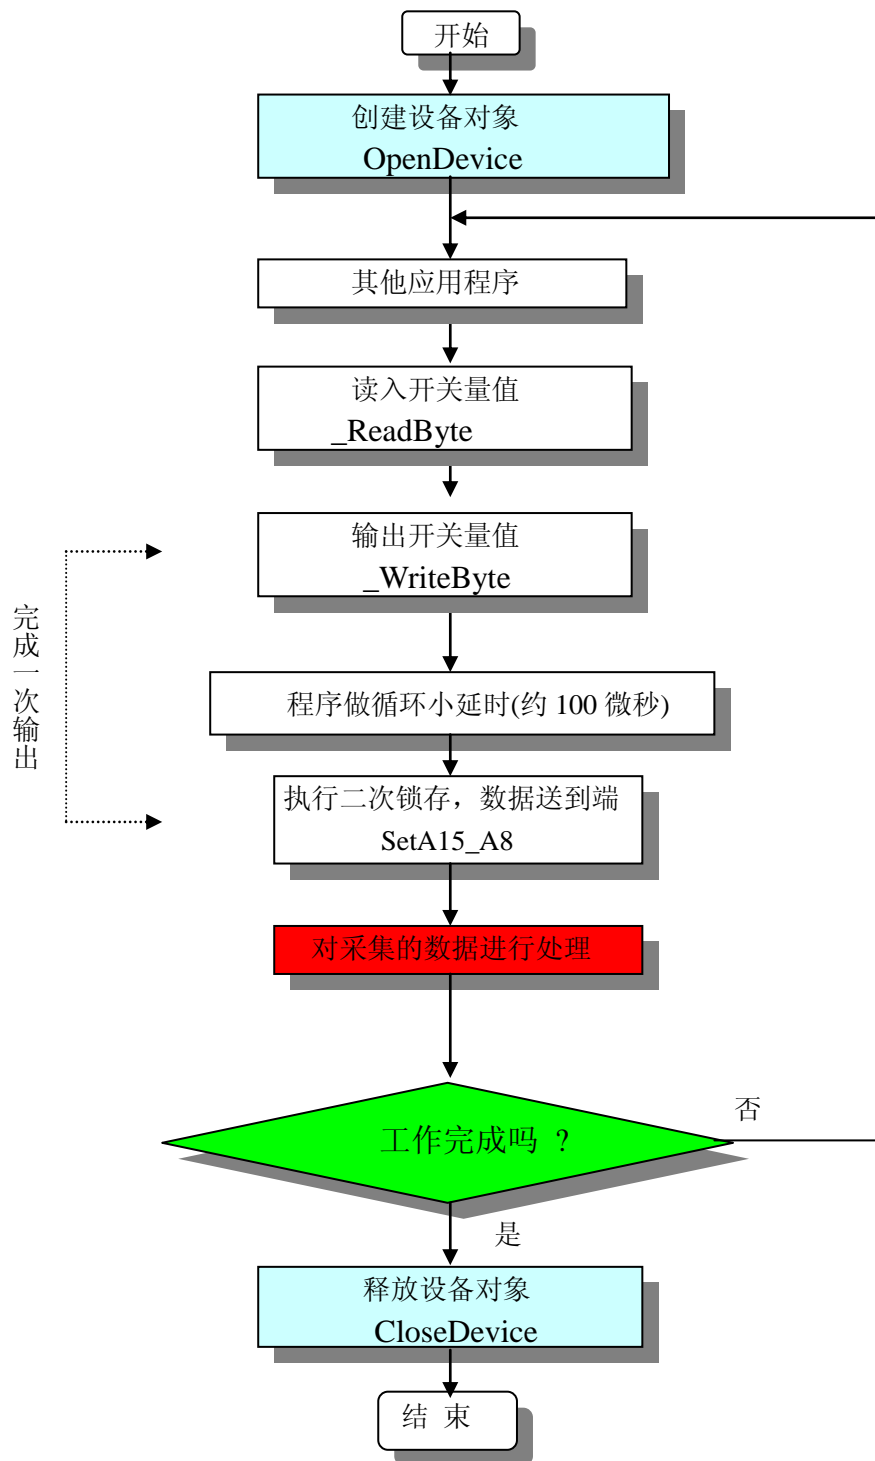 开始
创建设备对象
OpenDevice
其他应用程序
读入开关量值
_ReadByte
输出开关量值
_WriteByte
完成一次输出
程序做循环小延时(约 100 微秒)
执行二次锁存，数据送到端
SetA15_A8
对采集的数据进行处理
工作完成吗 ？
否
是
释放设备对象
CloseDevice
结 束